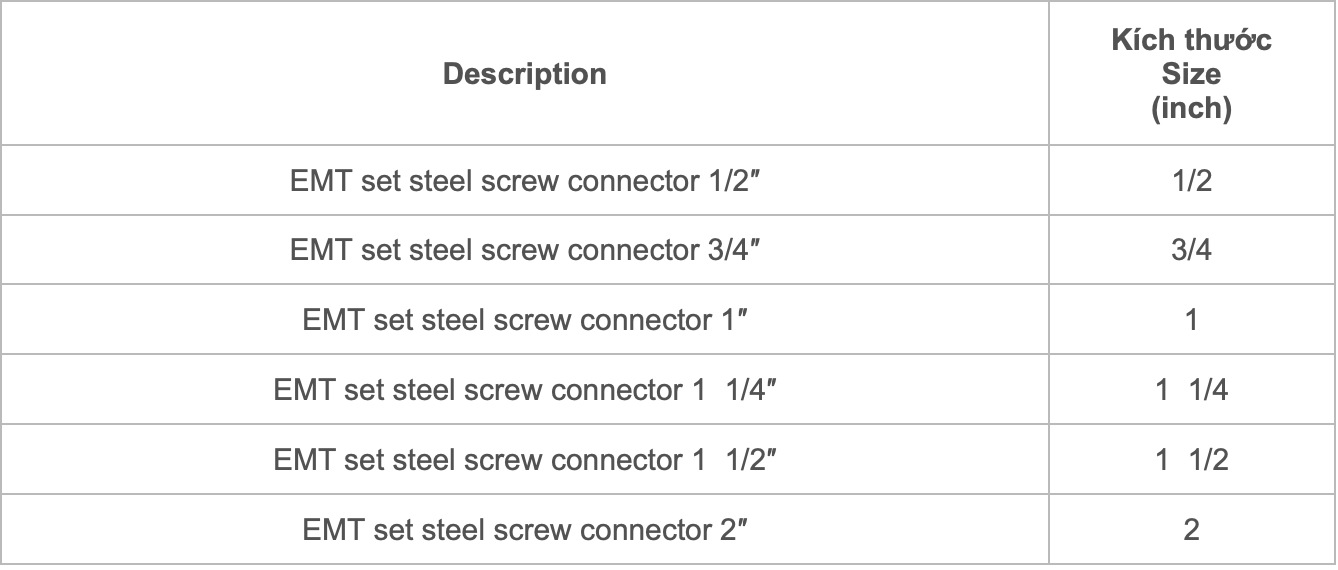 Description
Kích thước
Size
(inch)
EMT set steel screw connector 1/2″
1/2
EMT set steel screw connector 3/4″
3/4
EMT set steel screw connector 1″
1
EMT set steel screw connector 1  1/4″
1  1/4
EMT set steel screw connector 1  1/2″
1  1/2
EMT set steel screw connector 2″
2